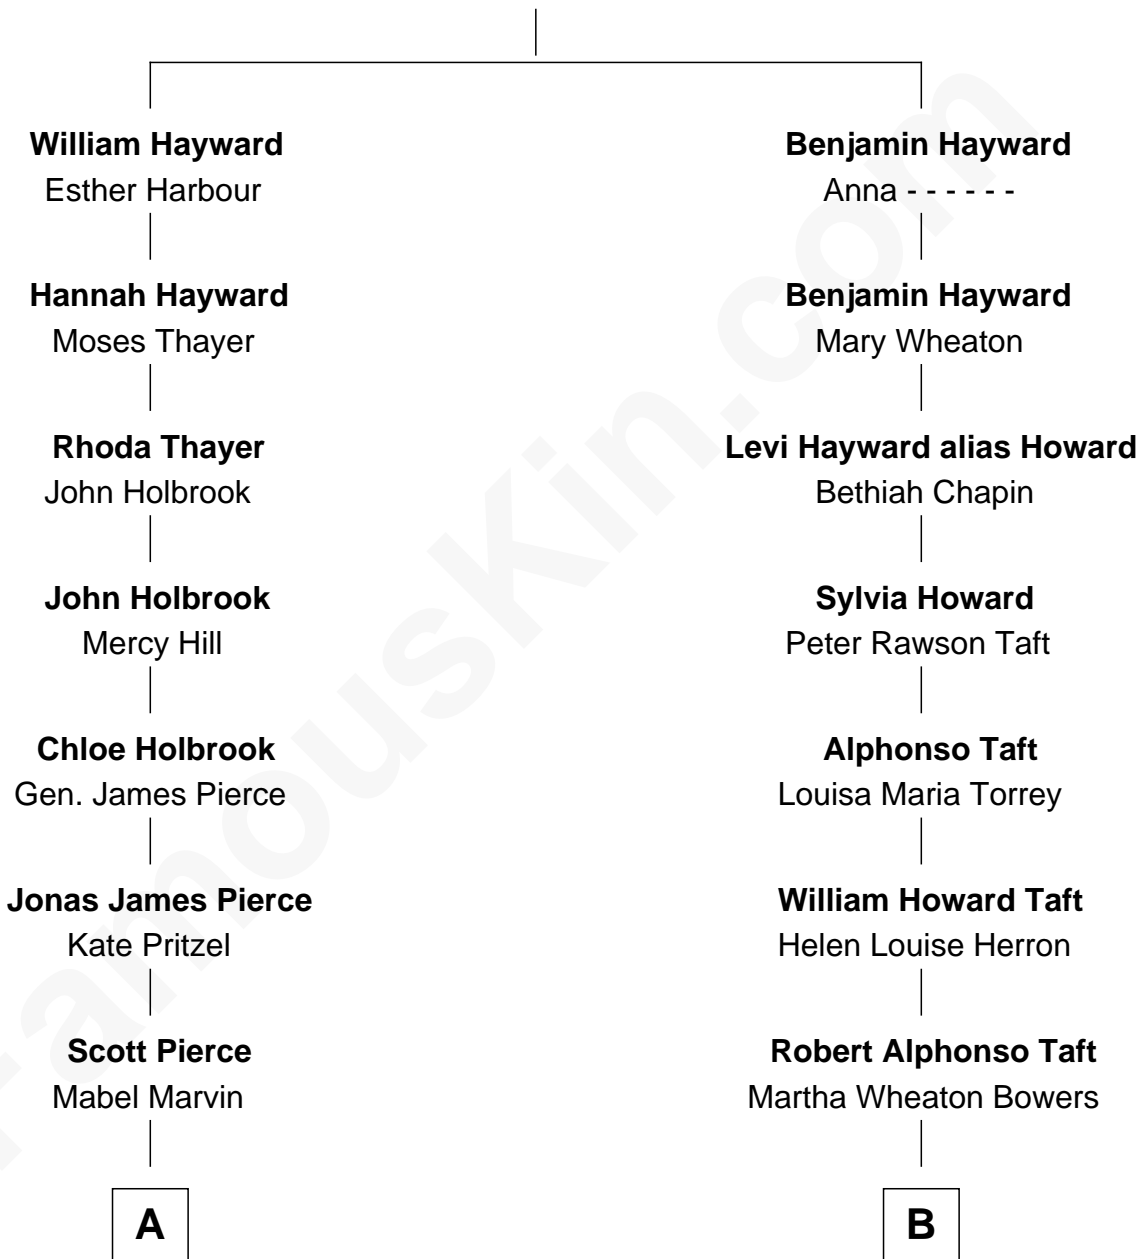 William Hayward
Esther Harbour
Hannah Hayward
Moses Thayer
Rhoda Thayer
John Holbrook
John Holbrook
Mercy Hill
Chloe Holbrook
Gen. James Pierce
Jonas James Pierce
Kate Pritzel
Scott Pierce
Mabel Marvin
A
Benjamin Hayward
Anna - - - - - -
Benjamin Hayward
Mary Wheaton
Levi Hayward alias Howard
Bethiah Chapin
Sylvia Howard
Peter Rawson Taft
Alphonso Taft
Louisa Maria Torrey
William Howard Taft
Helen Louise Herron
Robert Alphonso Taft
Martha Wheaton Bowers
B
FamousKin.com